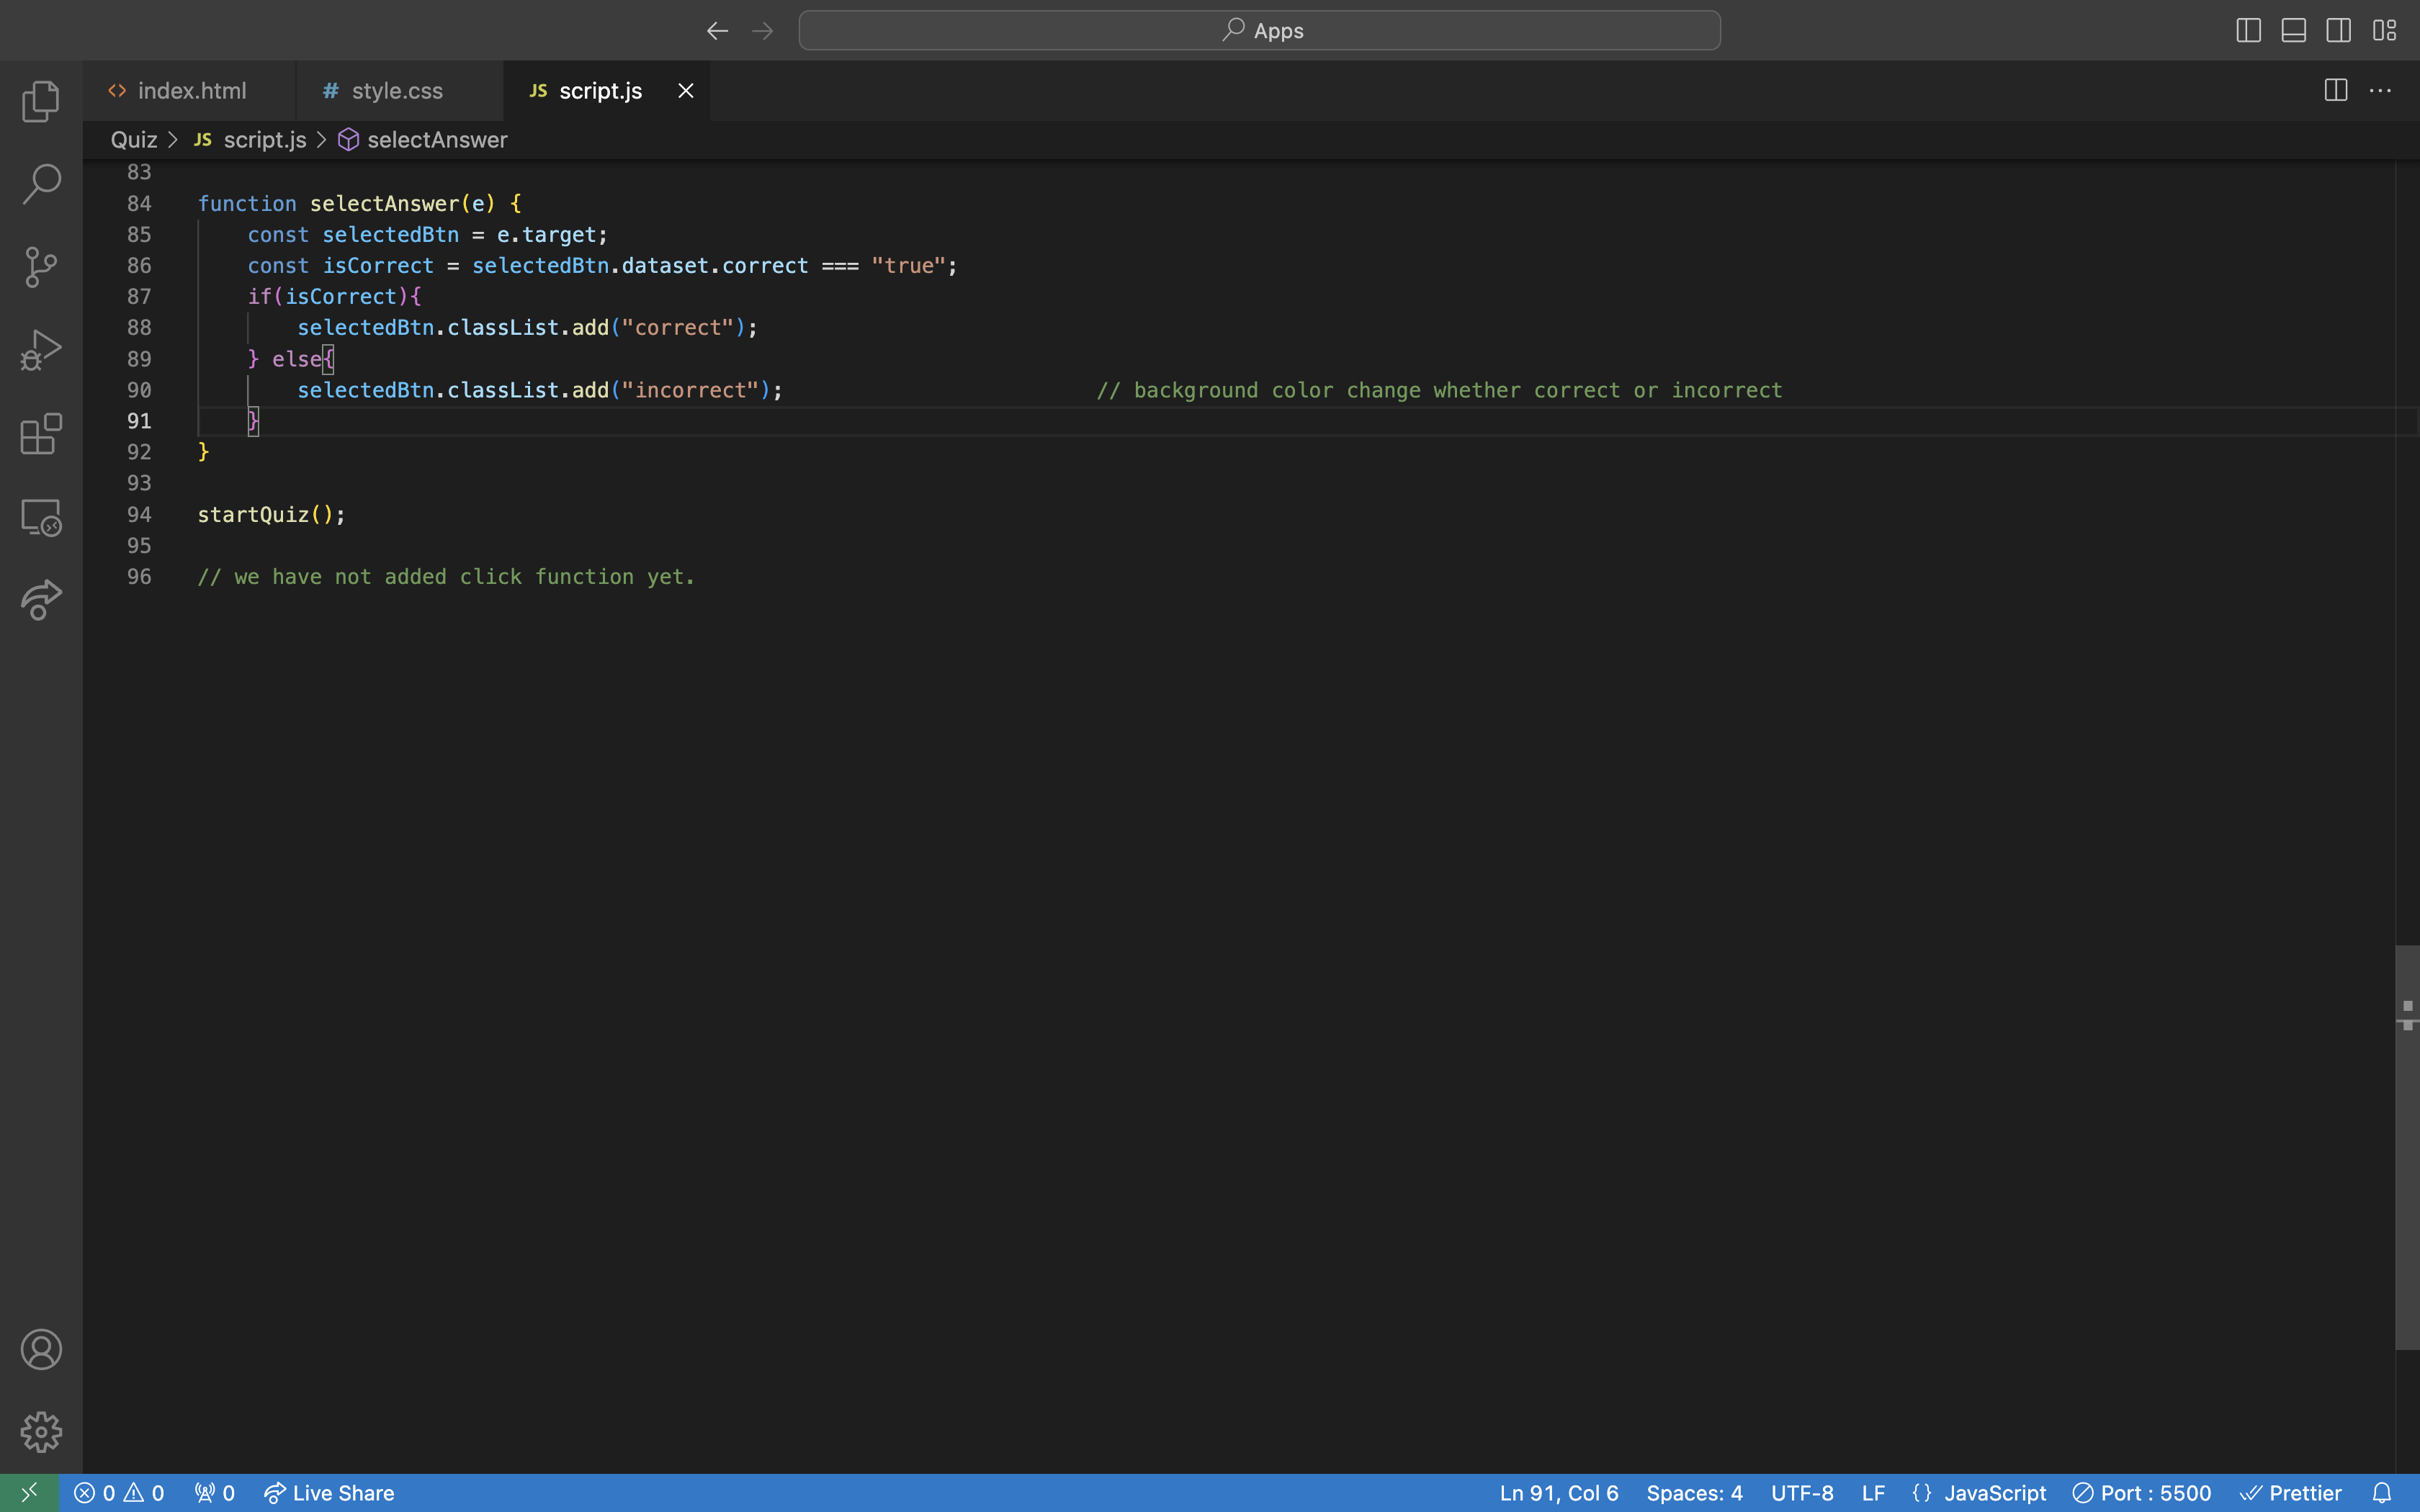 Apps
<> index.html # style.css JS script.js
Quiz > JS script.js > selectAnswer
83
84 function selectAnswer(e) {
85 const selectedBtn = e.target;
86 const isCorrect = selectedBtn.dataset.correct === "true";
87 if(isCorrect){
88 selectedBtn.classList.add("correct");
89 } else{
90 selectedBtn.classList.add("incorrect"); // background color change whether correct or incorrect
91 }
92 }
93
94 startQuiz();
95
96 // we have not added click function yet.
0 0 0 Live Share Ln 91, Col 6 Spaces: 4 UTF-8 LF {} JavaScript Port : 5500 Prettier